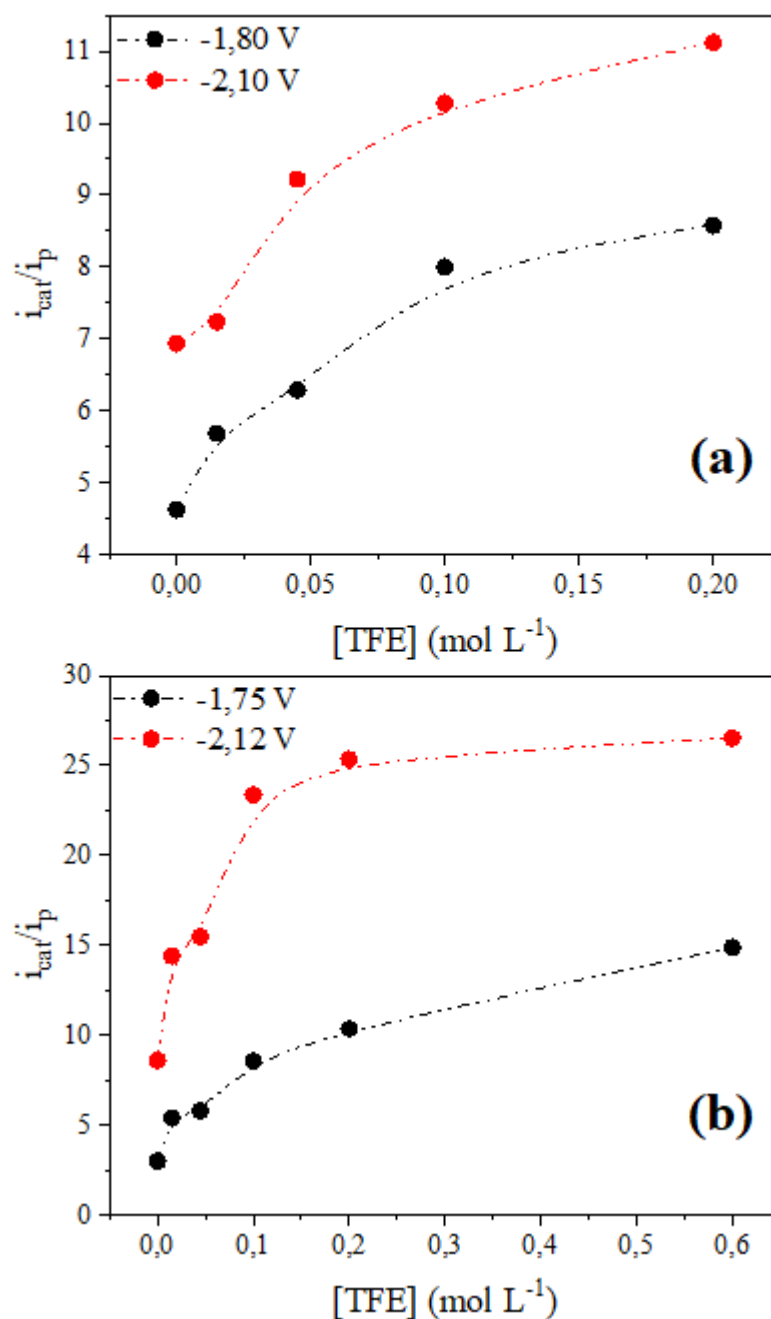 -1,80 V
-2,10 V
11
10
9
8
7
6
5
4
i_cat/i_p
(a)
0,00 0,05 0,10 0,15 0,20
[TFE] (mol L⁻¹)
-1,75 V
-2,12 V
30
25
20
15
10
5
0
i_cat/i_p
(b)
0,0 0,1 0,2 0,3 0,4 0,5 0,6
[TFE] (mol L⁻¹)